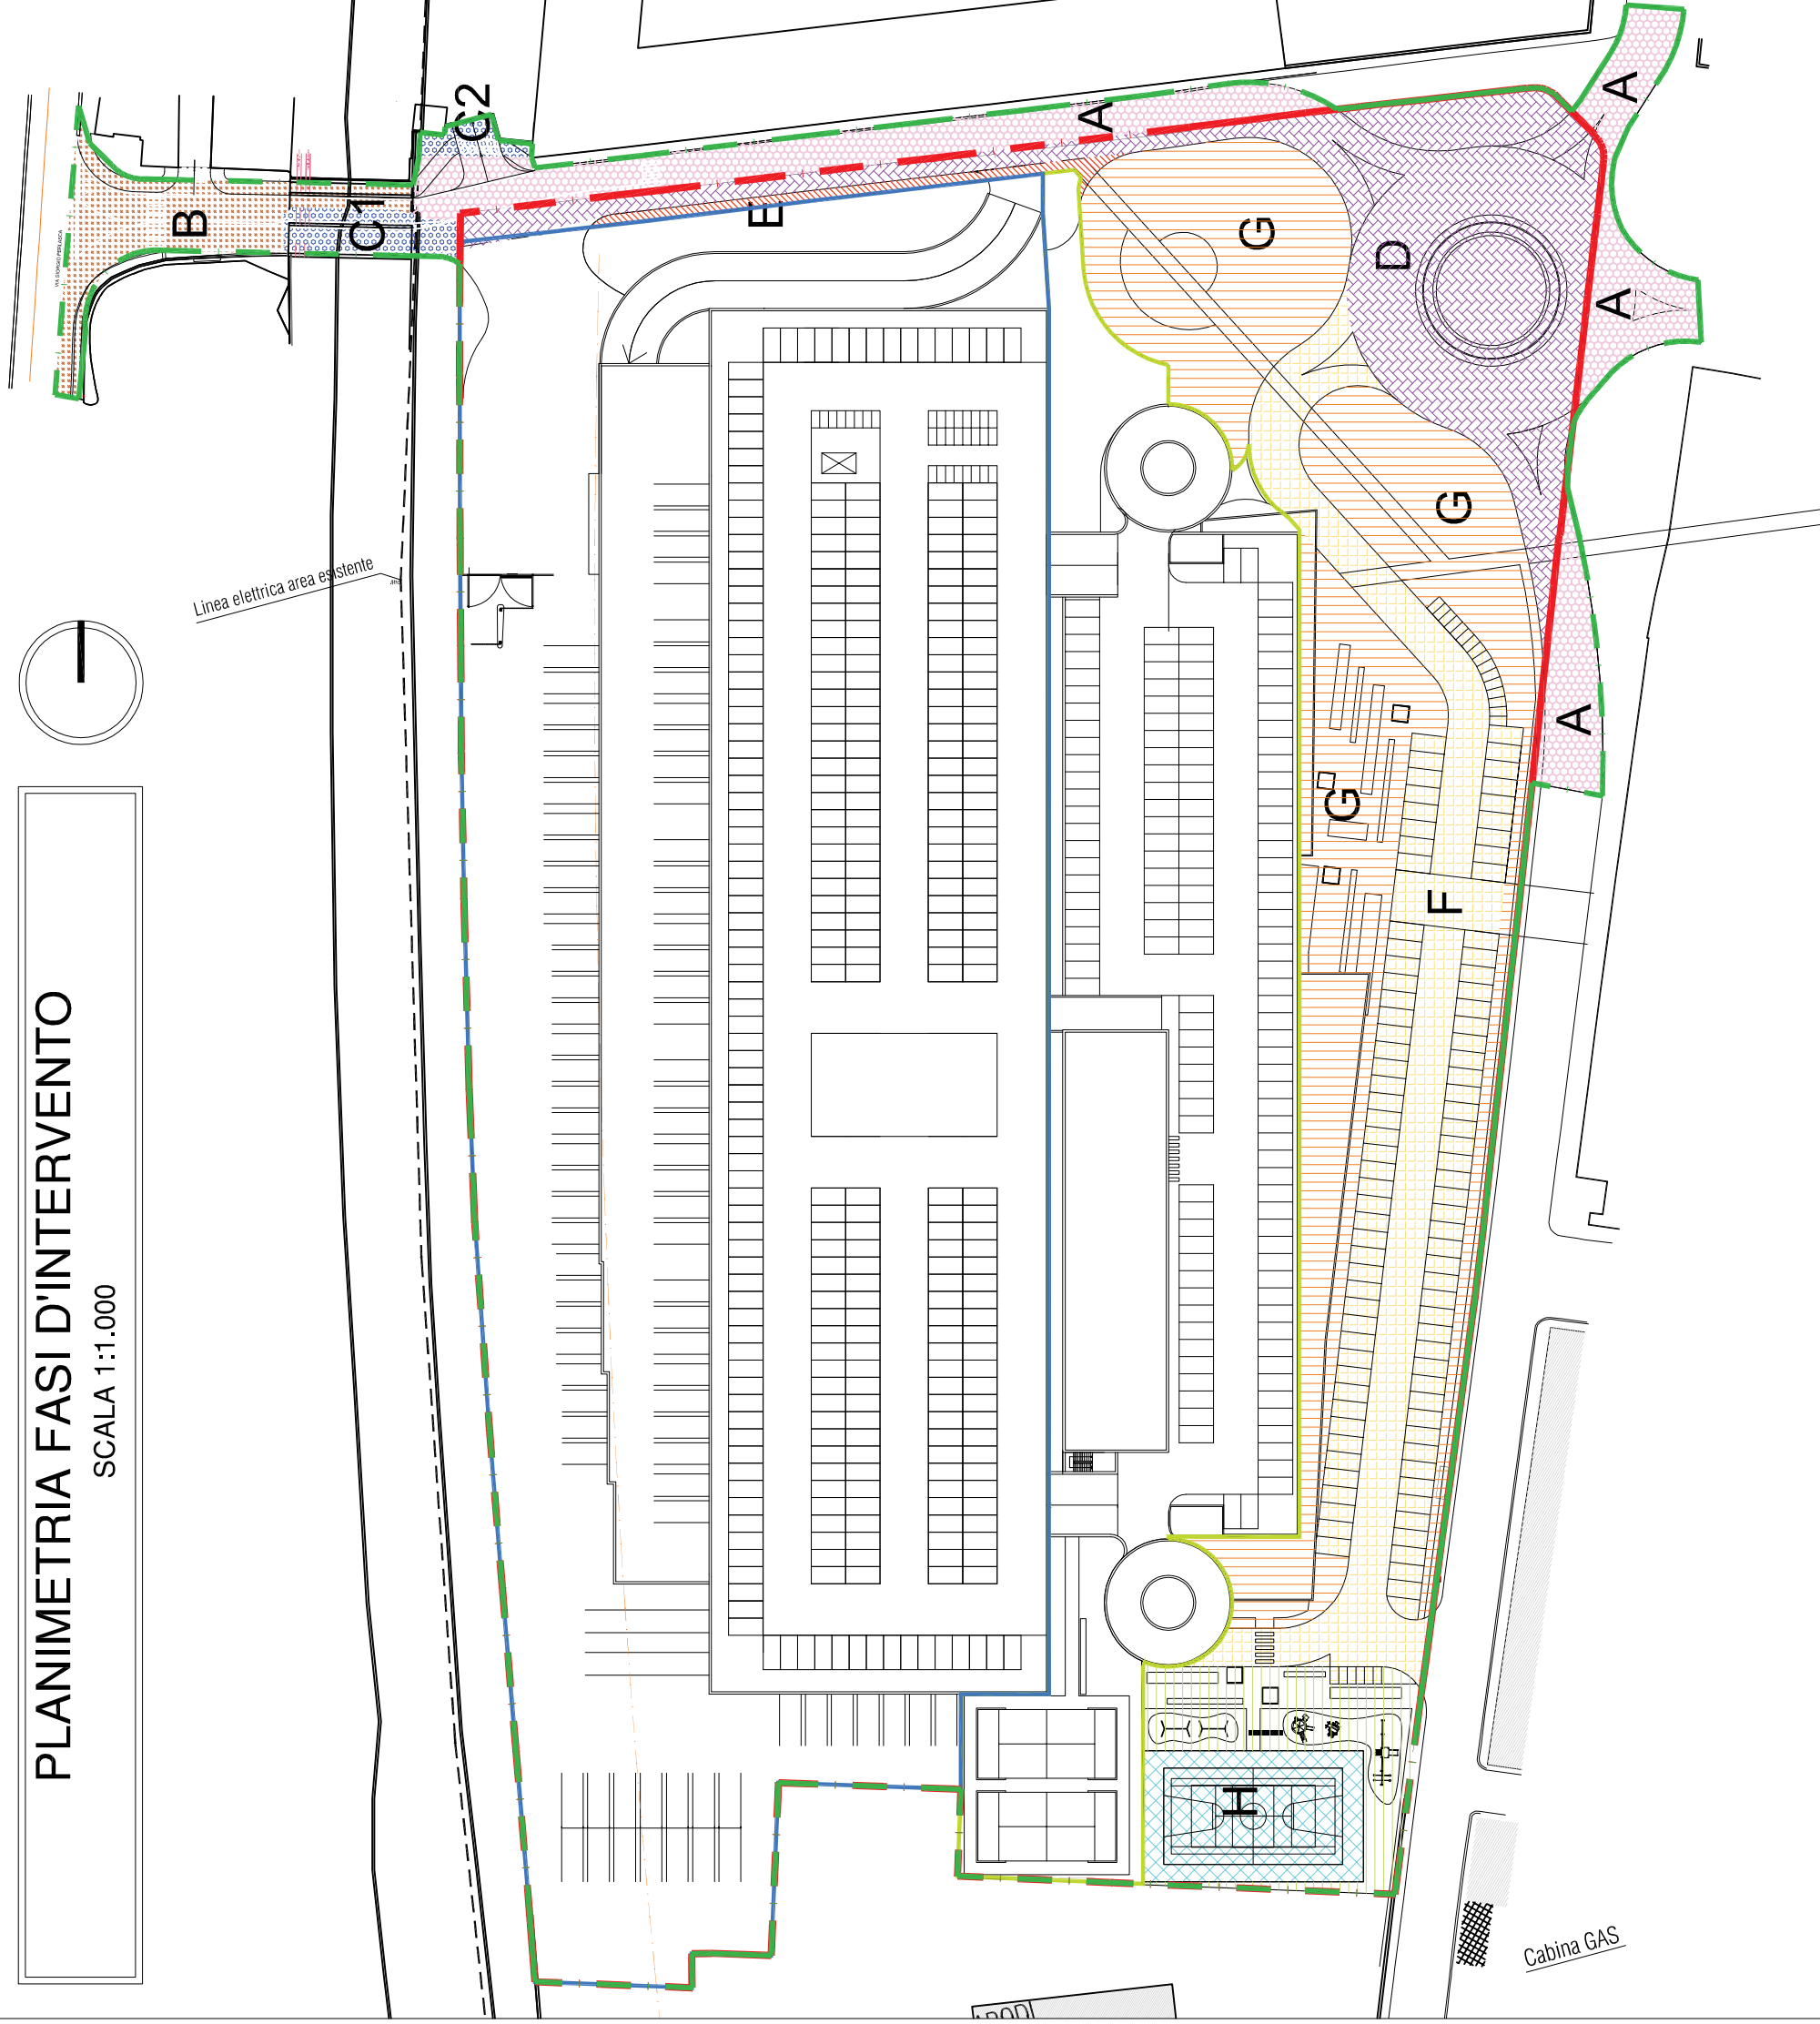 PLANIMETRIA FASI D'INTERVENTO
SCALA 1:1.000
Linea elettrica area esistente
B
C1
C2
E
A
A
A
A
D
G
G
G
F
I
H
Cabina GAS